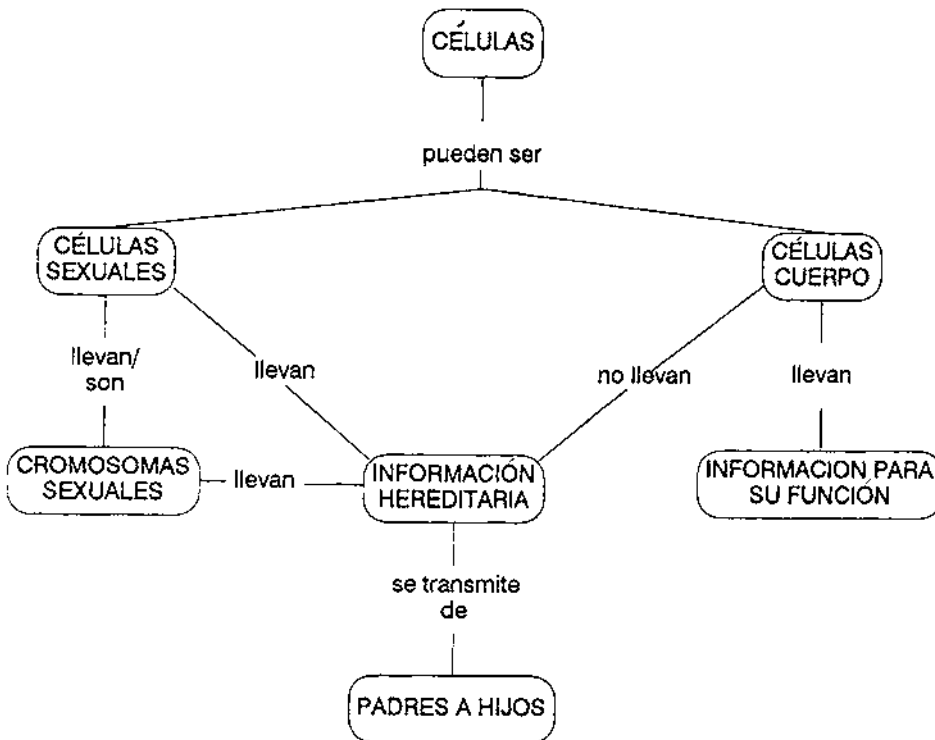 CÉLULAS
pueden ser
CÉLULAS
SEXUALES
CÉLULAS
CUERPO
llevan/
son
llevan
no llevan
llevan
CROMOSOMAS
SEXUALES
llevan
INFORMACIÓN
HEREDITARIA
INFORMACION PARA
SU FUNCIÓN
se transmite
de
PADRES A HIJOS